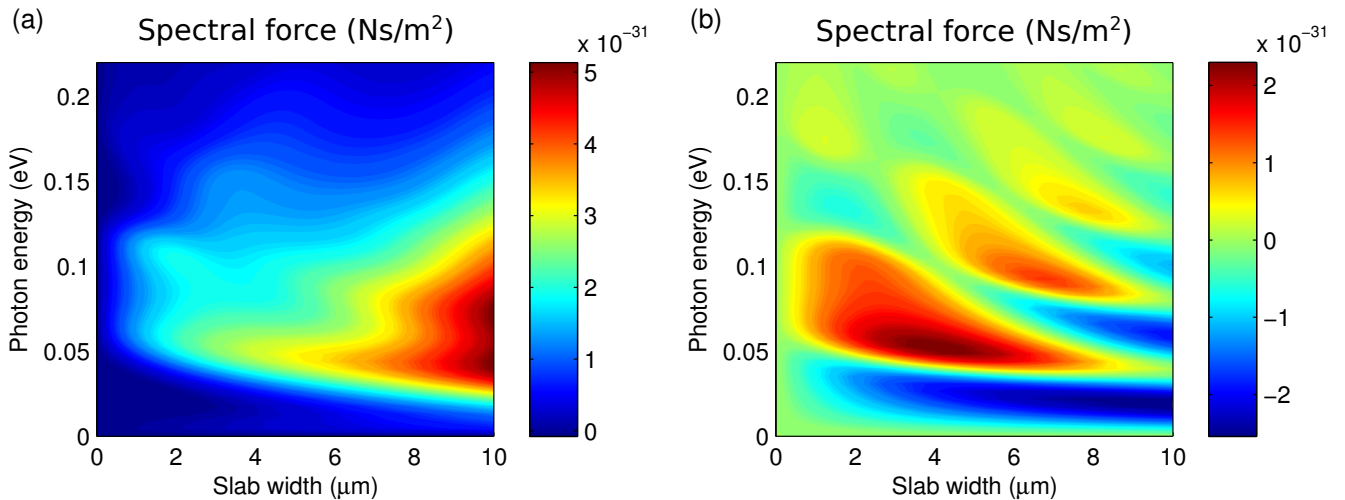 (a)
Spectral force (Ns/m²)
x 10⁻³¹
Photon energy (eV)
0.2
0.15
0.1
0.05
0
0 2 4 6 8 10
Slab width (μm)
5
4
3
2
1
0
(b)
Spectral force (Ns/m²)
x 10⁻³¹
Photon energy (eV)
0.2
0.15
0.1
0.05
0
0 2 4 6 8 10
Slab width (μm)
2
1
0
−1
−2